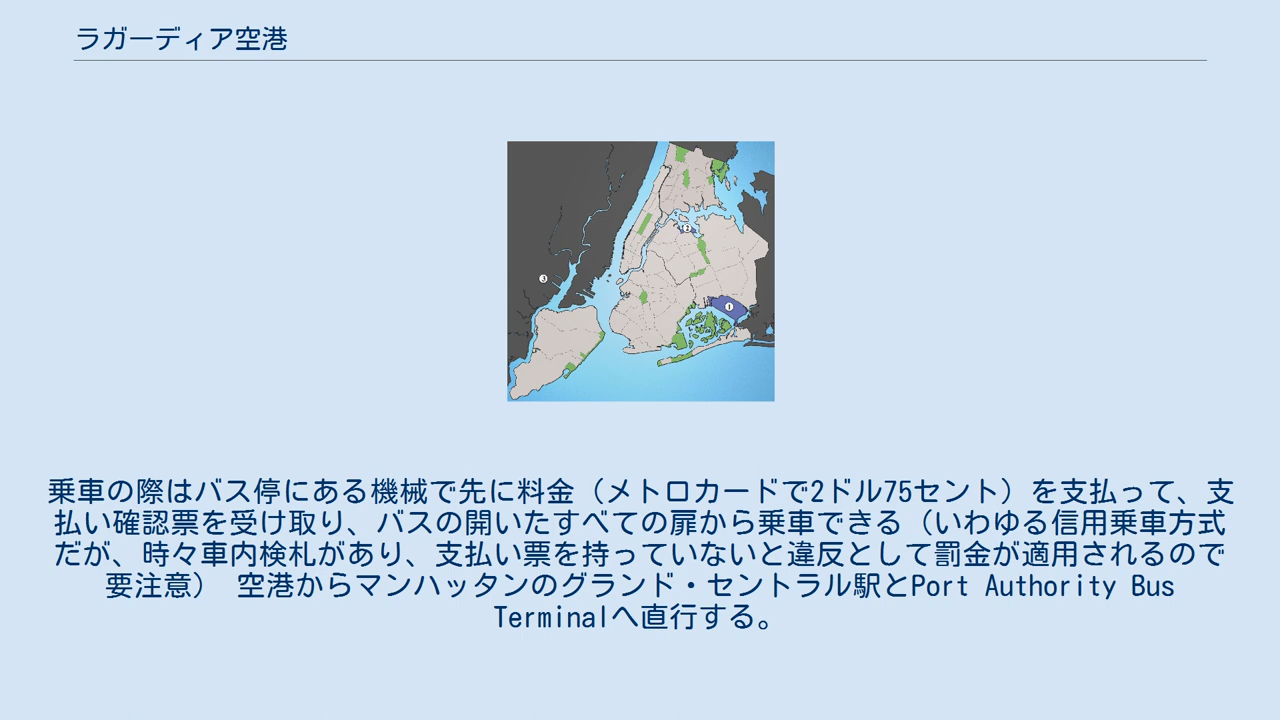 ラガーディア空港
2
3
1
乗車の際はバス停にある機械で先に料金（メトロカードで2ドル75セント）を支払って、支
払い確認票を受け取り、バスの開いたすべての扉から乗車できる（いわゆる信用乗車方式
だが、時々車内検札があり、支払い票を持っていないと違反として罰金が適用されるので
要注意） 空港からマンハッタンのグランド・セントラル駅とPort Authority Bus
Terminalへ直行する。